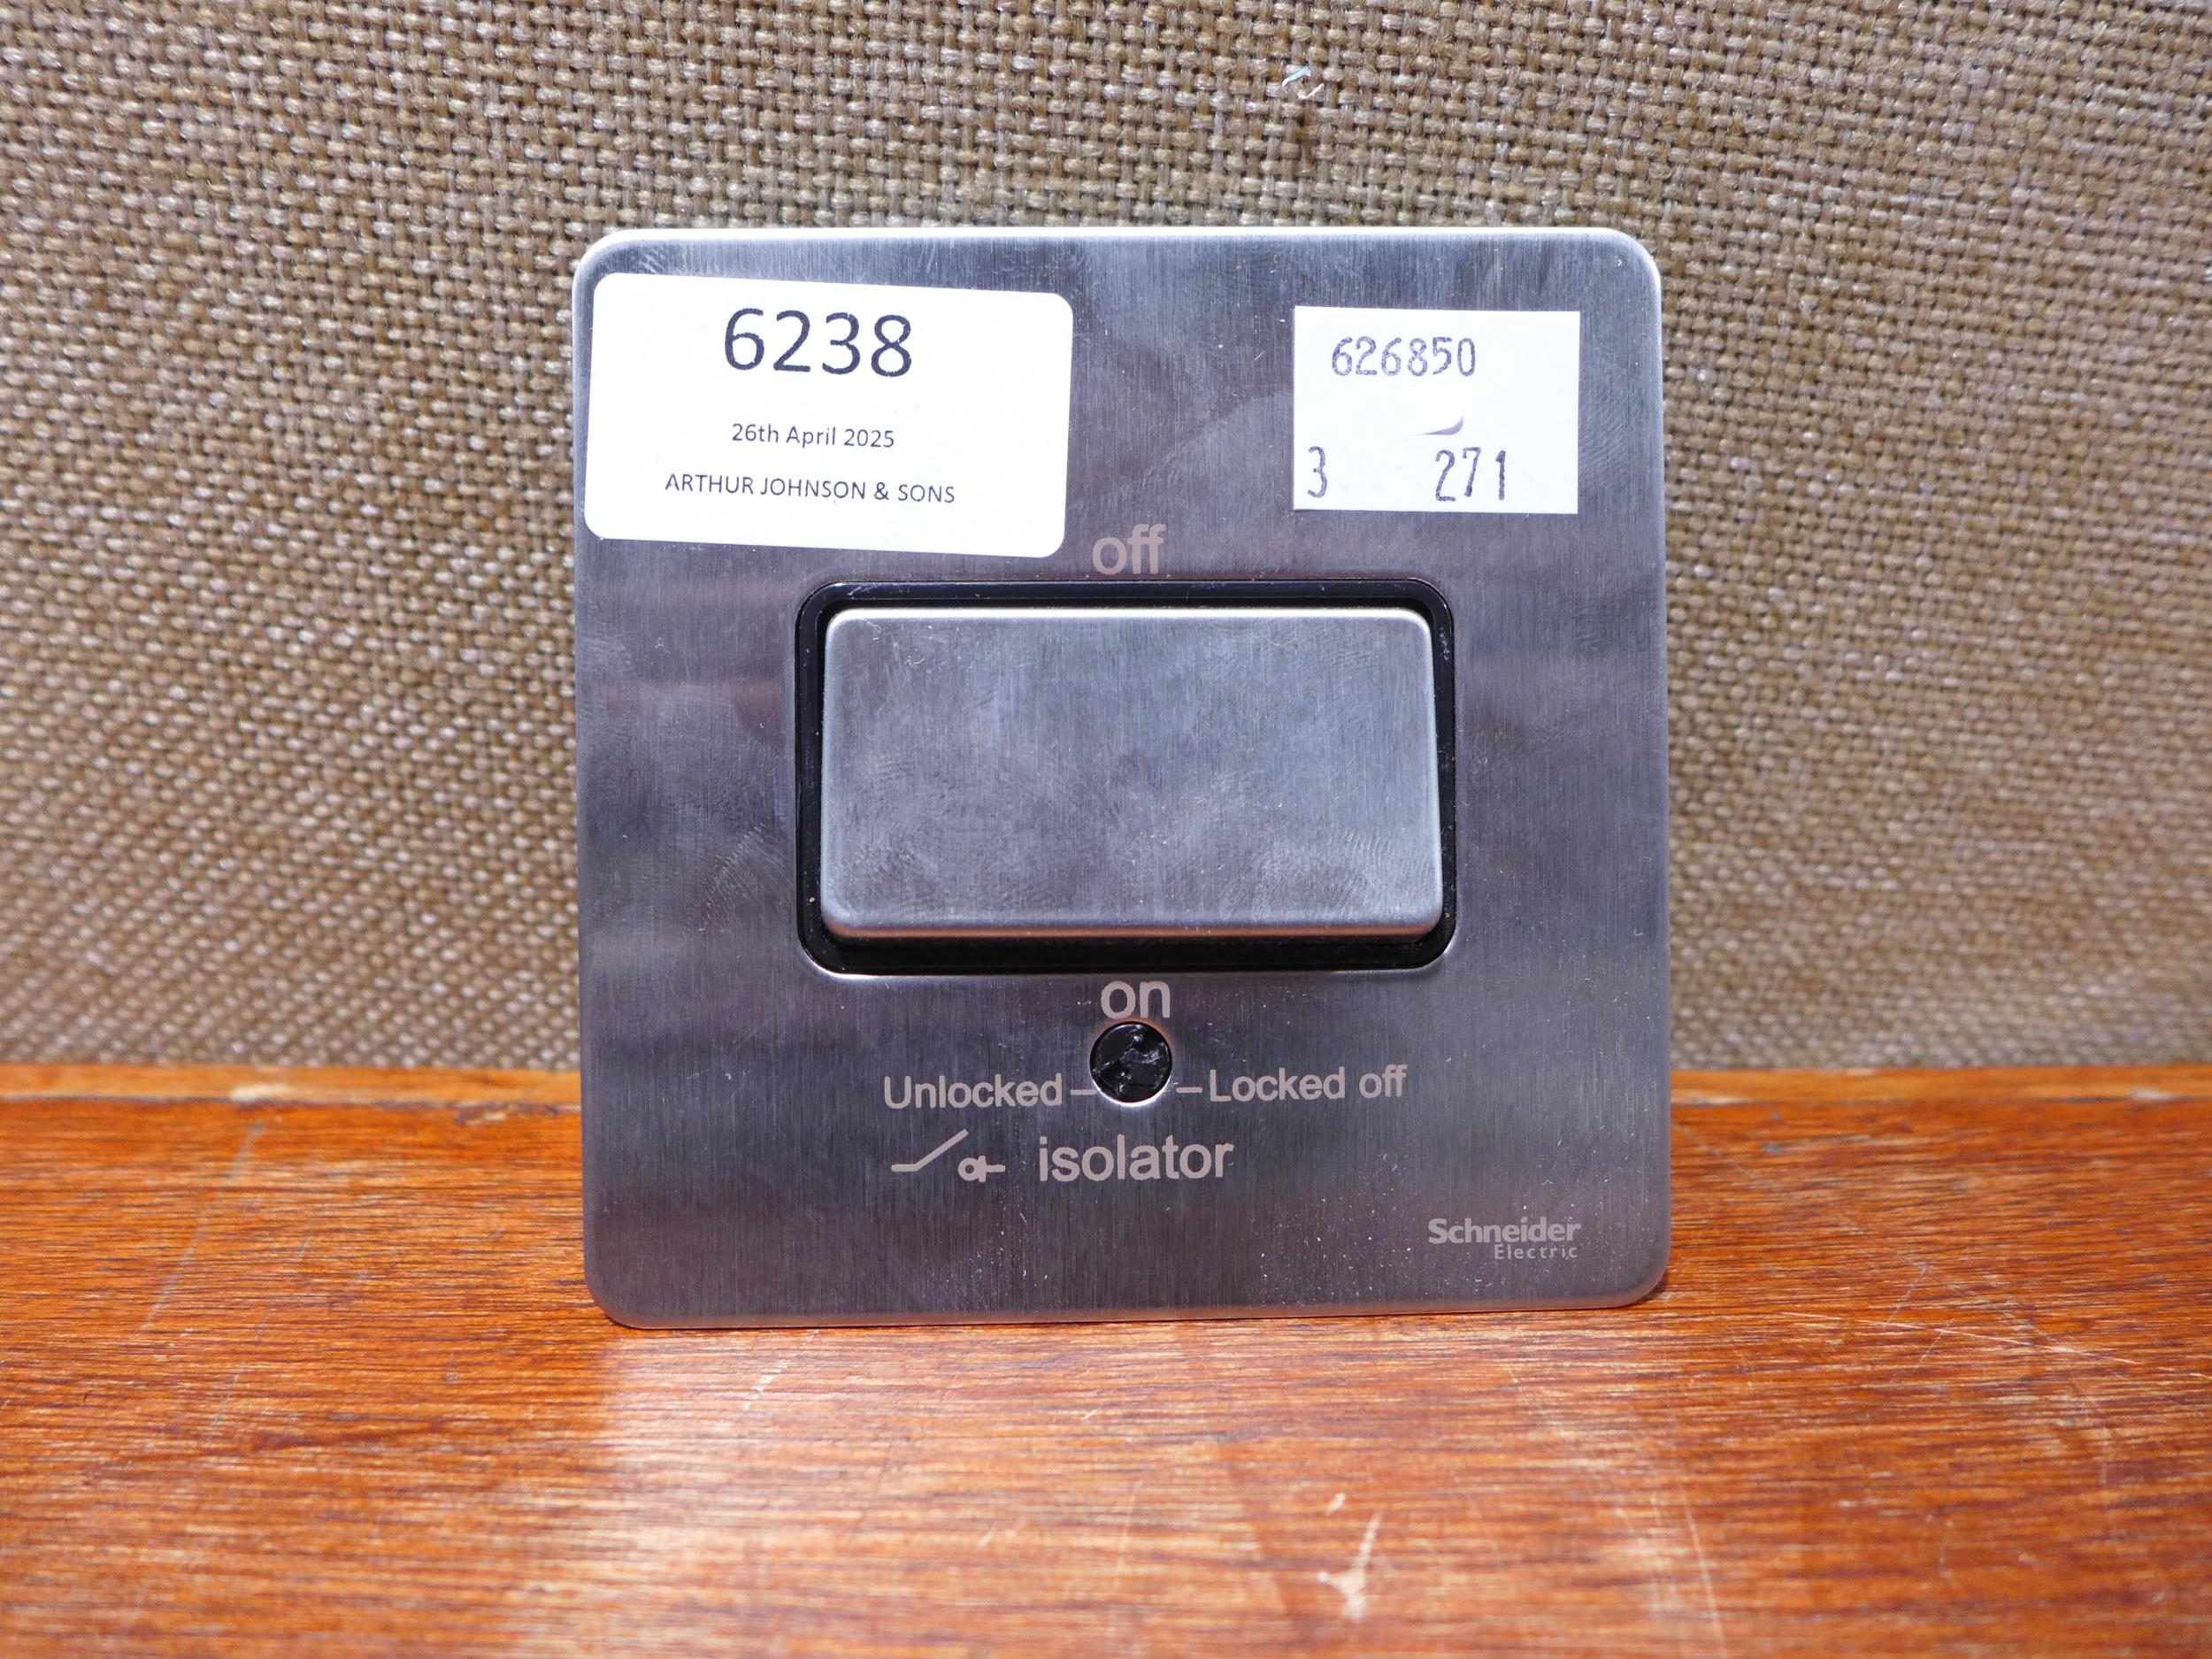 6238
26th April 2025
ARTHUR JOHNSON & SONS
626850
3 271
off
on
Unlocked Locked off
isolator
Schneider
Electric